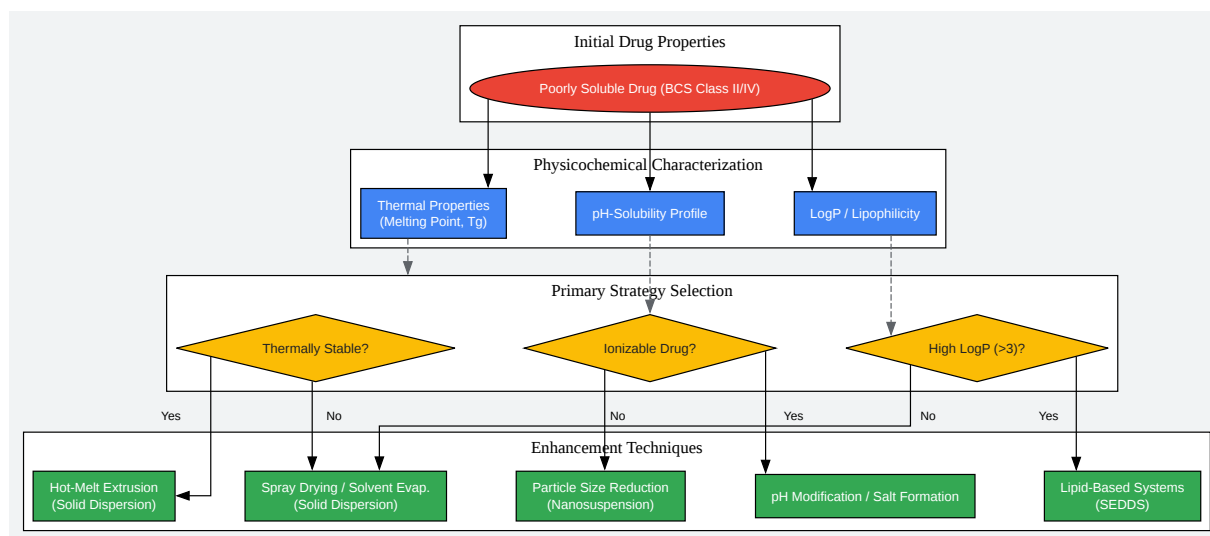 Initial Drug Properties
Poorly Soluble Drug (BCS Class II/IV)
Physicochemical Characterization
Thermal Properties
(Melting Point, Tg)
pH-Solubility Profile
LogP / Lipophilicity
Primary Strategy Selection
Thermally Stable?
Ionizable Drug?
High LogP (>3)?
Yes
No
No
Yes
No
Yes
Enhancement Techniques
Hot-Melt Extrusion
(Solid Dispersion)
Spray Drying / Solvent Evap.
(Solid Dispersion)
Particle Size Reduction
(Nanosuspension)
pH Modification / Salt Formation
Lipid-Based Systems
(SEDDS)